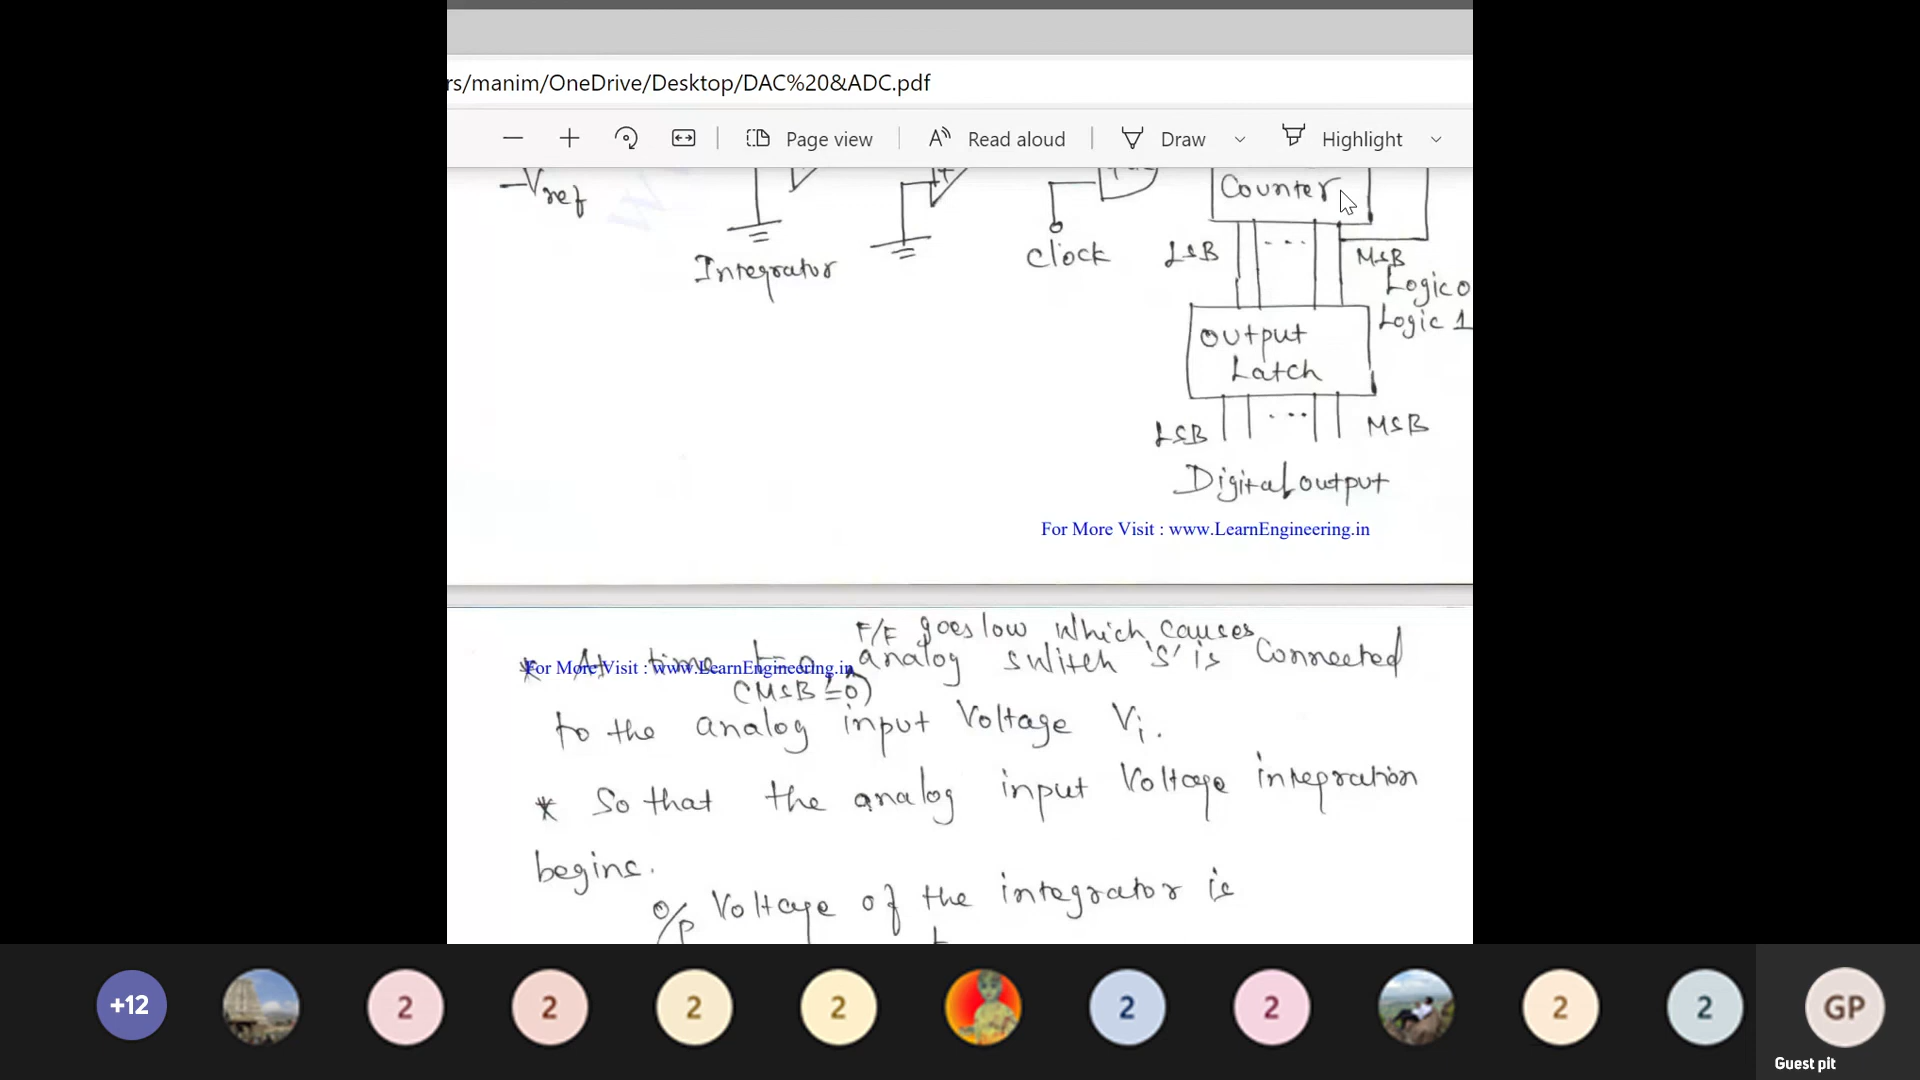 rs/manim/OneDrive/Desktop/DAC%20&ADC.pdf
Page view Read aloud Draw Highlight
-Vref
Counter
Integrator
Clock
LSB ... MSB
Logic 0
Logic 1
Output
Latch
LSB ... MSB
Digital output
For More Visit : www.LearnEngineering.in
F/F goes low which causes
* At time t=0 analog switch 's' is Connected
For More Visit : www.LearnEngineering.in
(MSB=0)
to the analog input Voltage Vi.
* So that the analog input Voltage integration
begins.
o/p Voltage of the integrator is
+12 2 2 2 2 2 2 2 2 GP
Guest pit